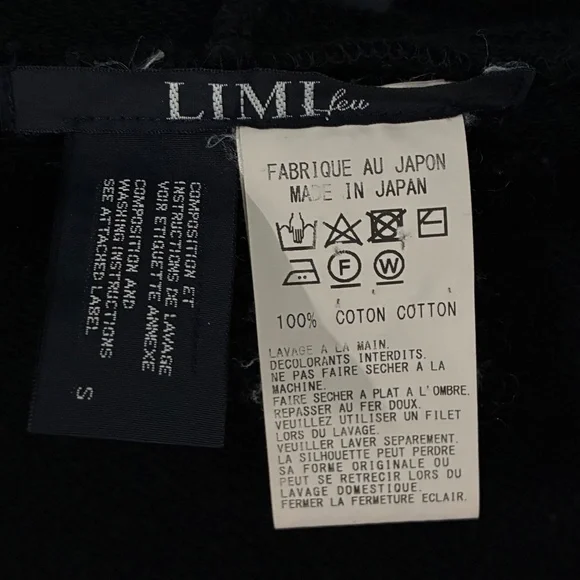 LIMI feu
COMPOSITION ET
INSTRUCTIONS DE LAVAGE
VOIR ETIQUETTE ANNEXE
COMPOSITION AND
WASHING INSTRUCTIONS
SEE ATTACHED LABEL
S
FABRIQUE AU JAPON
MADE IN JAPAN
F W
100% COTON COTTON
LAVAGE A LA MAIN.
DECOLORANTS INTERDITS.
NE PAS FAIRE SECHER A LA
MACHINE.
FAIRE SECHER A PLAT A L'OMBRE.
REPASSER AU FER DOUX.
VEUILLEZ UTILISER UN FILET
LORS DU LAVAGE.
VEUILLER LAVER SEPAREMENT.
LA SILHOUETTE PEUT PERDRE
SA FORME ORIGINALE OU
PEUT SE RETRECIR LORS DU
LAVAGE DOMESTIQUE.
FERMER LA FERMETURE ECLAIR.